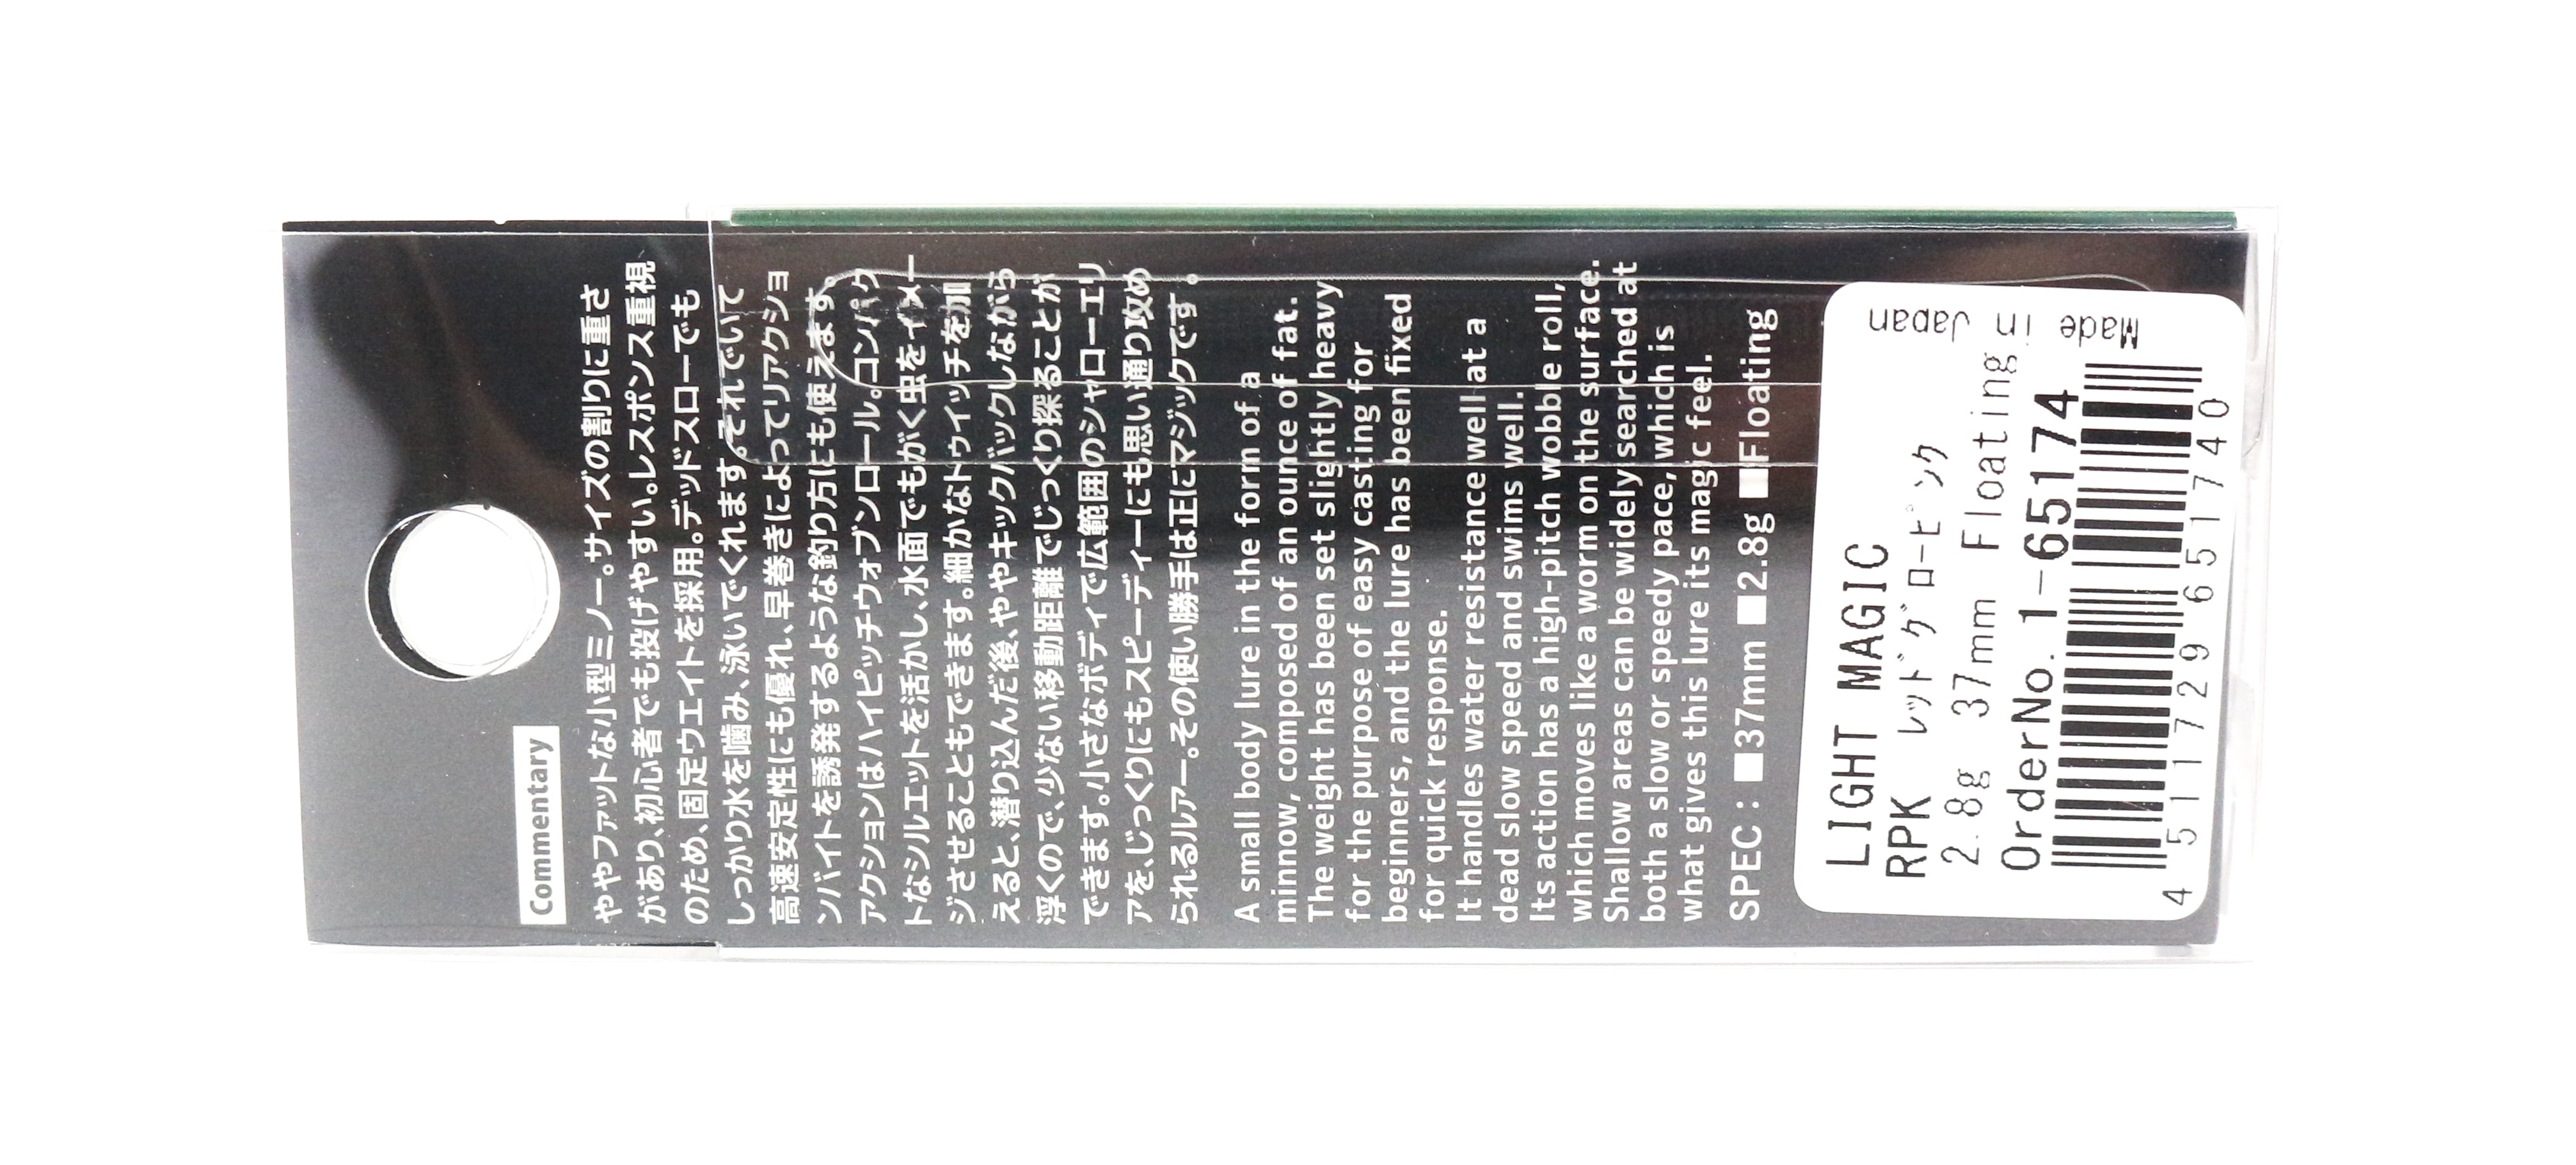 Commentary
ややファットな小型ミノー。サイズの割りに重さ
があり、初心者でも投げやすい。レスポンス重視
のため、固定ウエイトを採用。デッドスローでも
しっかり水を噛み、泳いでくれます。それでいて
高速安定性にも優れ、早巻きによってリアクショ
ンバイトを誘発するような釣り方にも使えます。
アクションはハイピッチウォブンロール。コンパク
トなシルエットを活かし、水面でもがく虫をイメー
ジさせることもできます。細かなトゥイッチを加
えると、潜り込んだ後、ややキックバックしながら
浮くので、少ない移動距離でじっくり探ることが
できます。小さなボディで広範囲のシャローエリ
アを、じっくりにもスピーディーにも思い通り攻め
られるルアー。その使い勝手は正にマジックです。
A small body lure in the form of a
minnow, composed of an ounce of fat.
The weight has been set slightly heavy
for the purpose of easy casting for
beginners, and the lure has been fixed
for quick response.
It handles water resistance well at a
dead slow speed and swims well.
Its action has a high-pitch wobble roll,
which moves like a worm on the surface.
Shallow areas can be widely searched at
both a slow or speedy pace, which is
what gives this lure its magic feel.
SPEC : ■37mm ■2.8g ■Floating
LIGHT MAGIC
RPK ﾚｯﾄﾞｸﾞﾛｰﾋﾟﾝｸ
2.8g 37mm Floating
OrderNo. 1-65174
4 511729 651740
Made in Japan